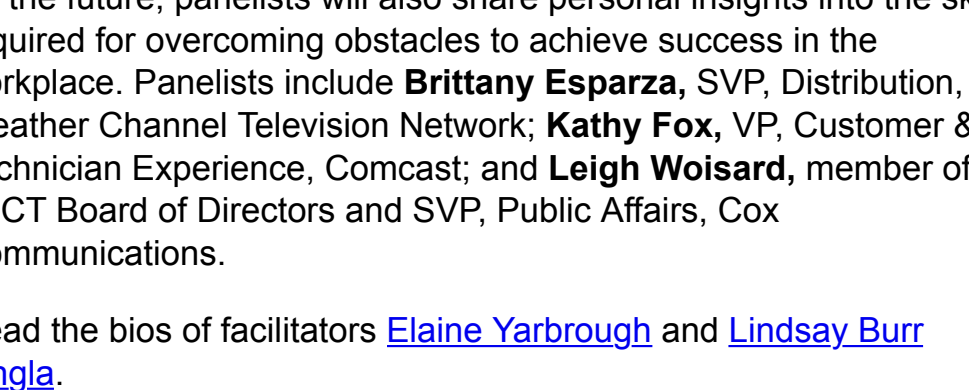 the future, panelists will also share personal insights into the sk
quired for overcoming obstacles to achieve success in the
orkplace. Panelists include Brittany Esparza, SVP, Distribution,
eather Channel Television Network; Kathy Fox, VP, Customer &
chnician Experience, Comcast; and Leigh Woisard, member of
CT Board of Directors and SVP, Public Affairs, Cox
ommunications.
ead the bios of facilitators Elaine Yarbrough and Lindsay Burr
ngla.